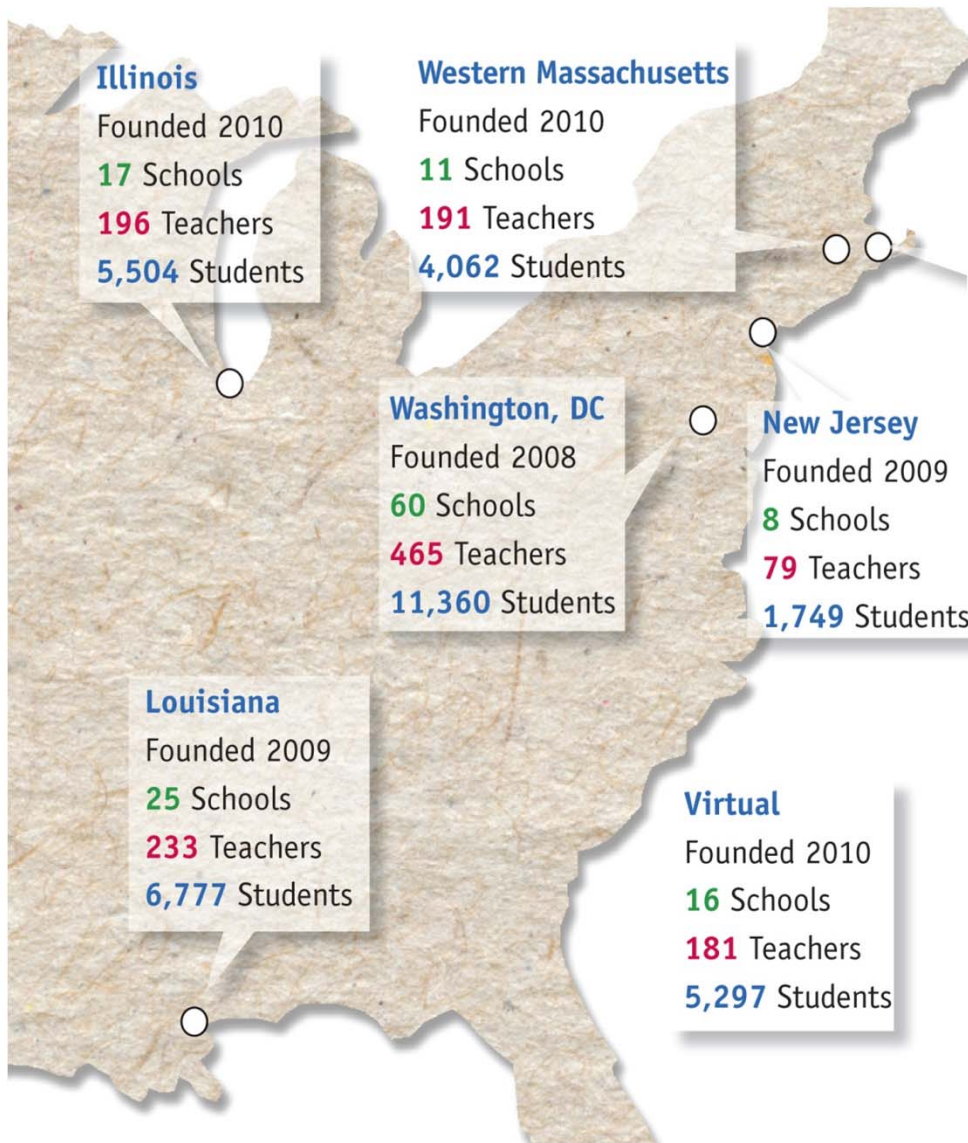 Illinois
Founded 2010
17 Schools
196 Teachers
5,504 Students
Western Massachusetts
Founded 2010
11 Schools
191 Teachers
4,062 Students
Washington, DC
Founded 2008
60 Schools
465 Teachers
11,360 Students
New Jersey
Founded 2009
8 Schools
79 Teachers
1,749 Students
Louisiana
Founded 2009
25 Schools
233 Teachers
6,777 Students
Virtual
Founded 2010
16 Schools
181 Teachers
5,297 Students